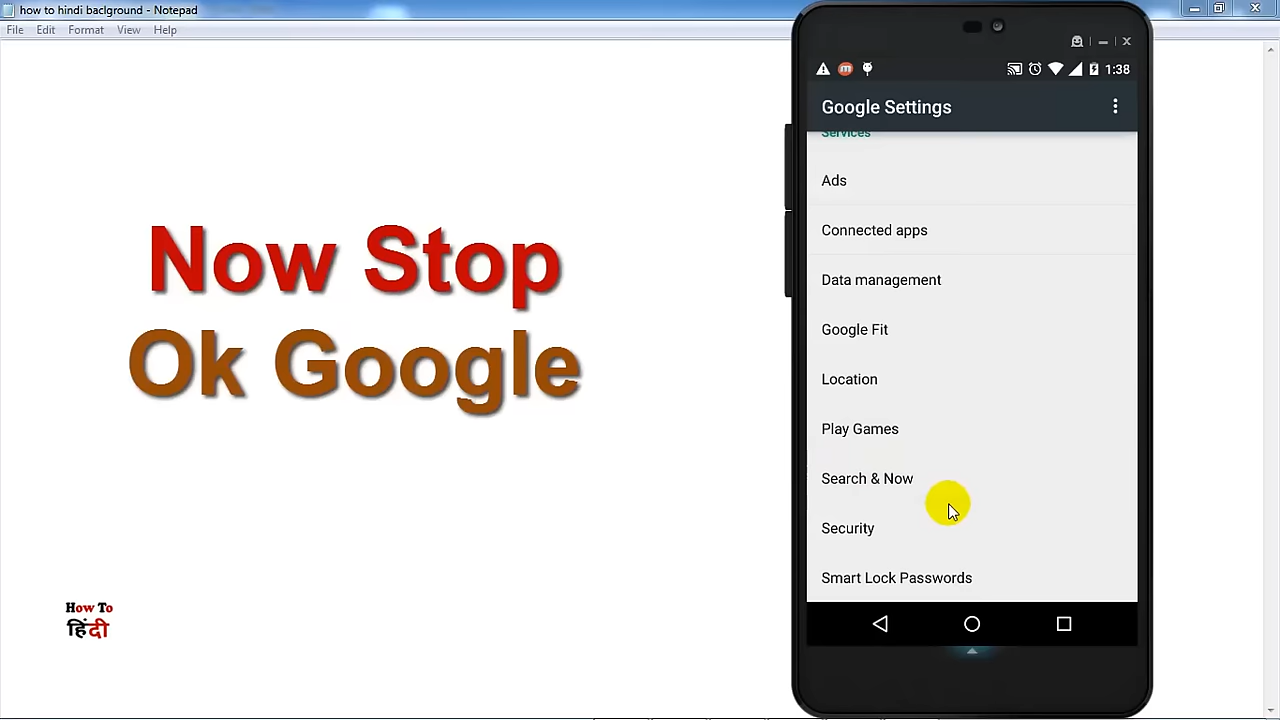 how to hindi baclground - Notepad
File Edit Format View Help
Now Stop
Ok Google
How To
हिंदी
m 1:38
Google Settings
Services
Ads
Connected apps
Data management
Google Fit
Location
Play Games
Search & Now
Security
Smart Lock Passwords